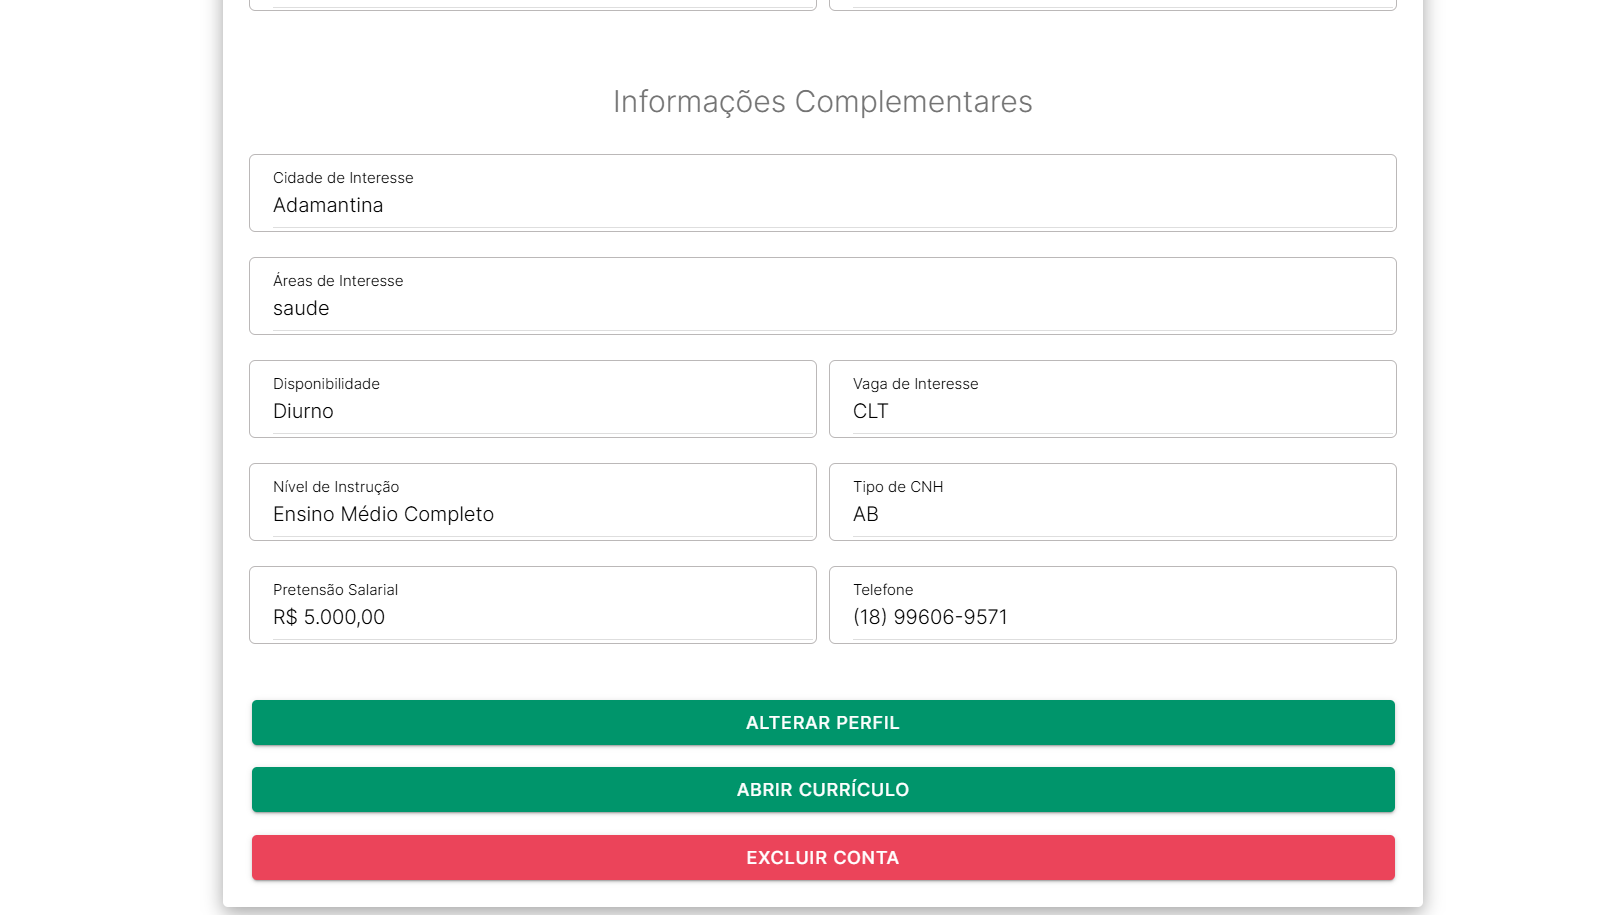 Informações Complementares
Cidade de Interesse
Adamantina
Áreas de Interesse
saude
Disponibilidade
Diurno
Vaga de Interesse
CLT
Nível de Instrução
Ensino Médio Completo
Tipo de CNH
AB
Pretensão Salarial
R$ 5.000,00
Telefone
(18) 99606-9571
ALTERAR PERFIL
ABRIR CURRÍCULO
EXCLUIR CONTA